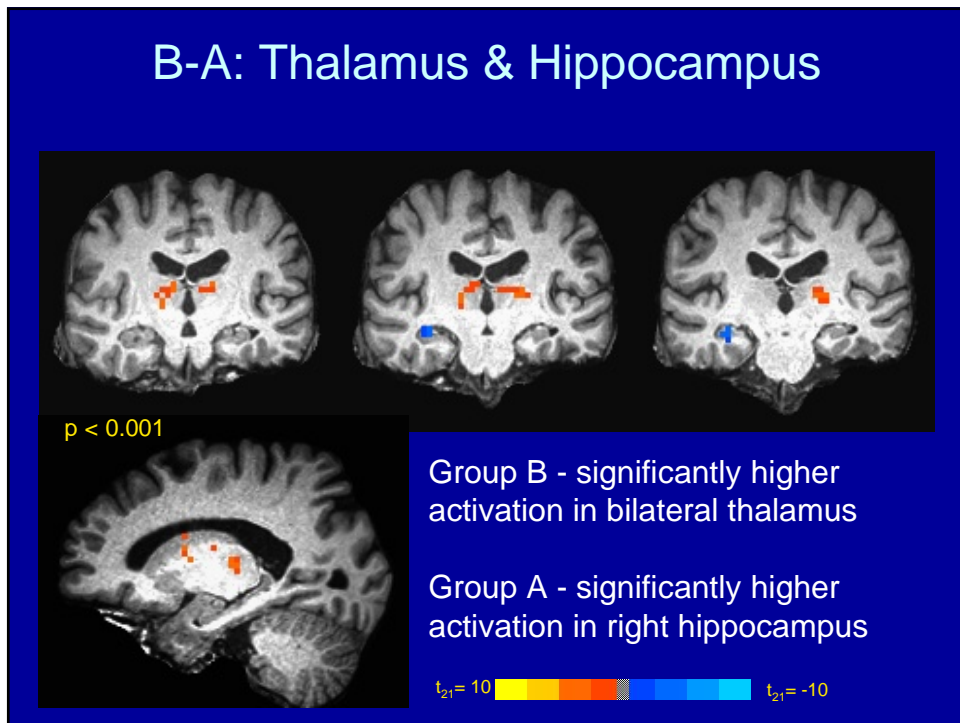 B-A: Thalamus & Hippocampus
p < 0.001
Group B - significantly higher
activation in bilateral thalamus
Group A - significantly higher
activation in right hippocampus
t₂₁= 10
t₂₁= -10